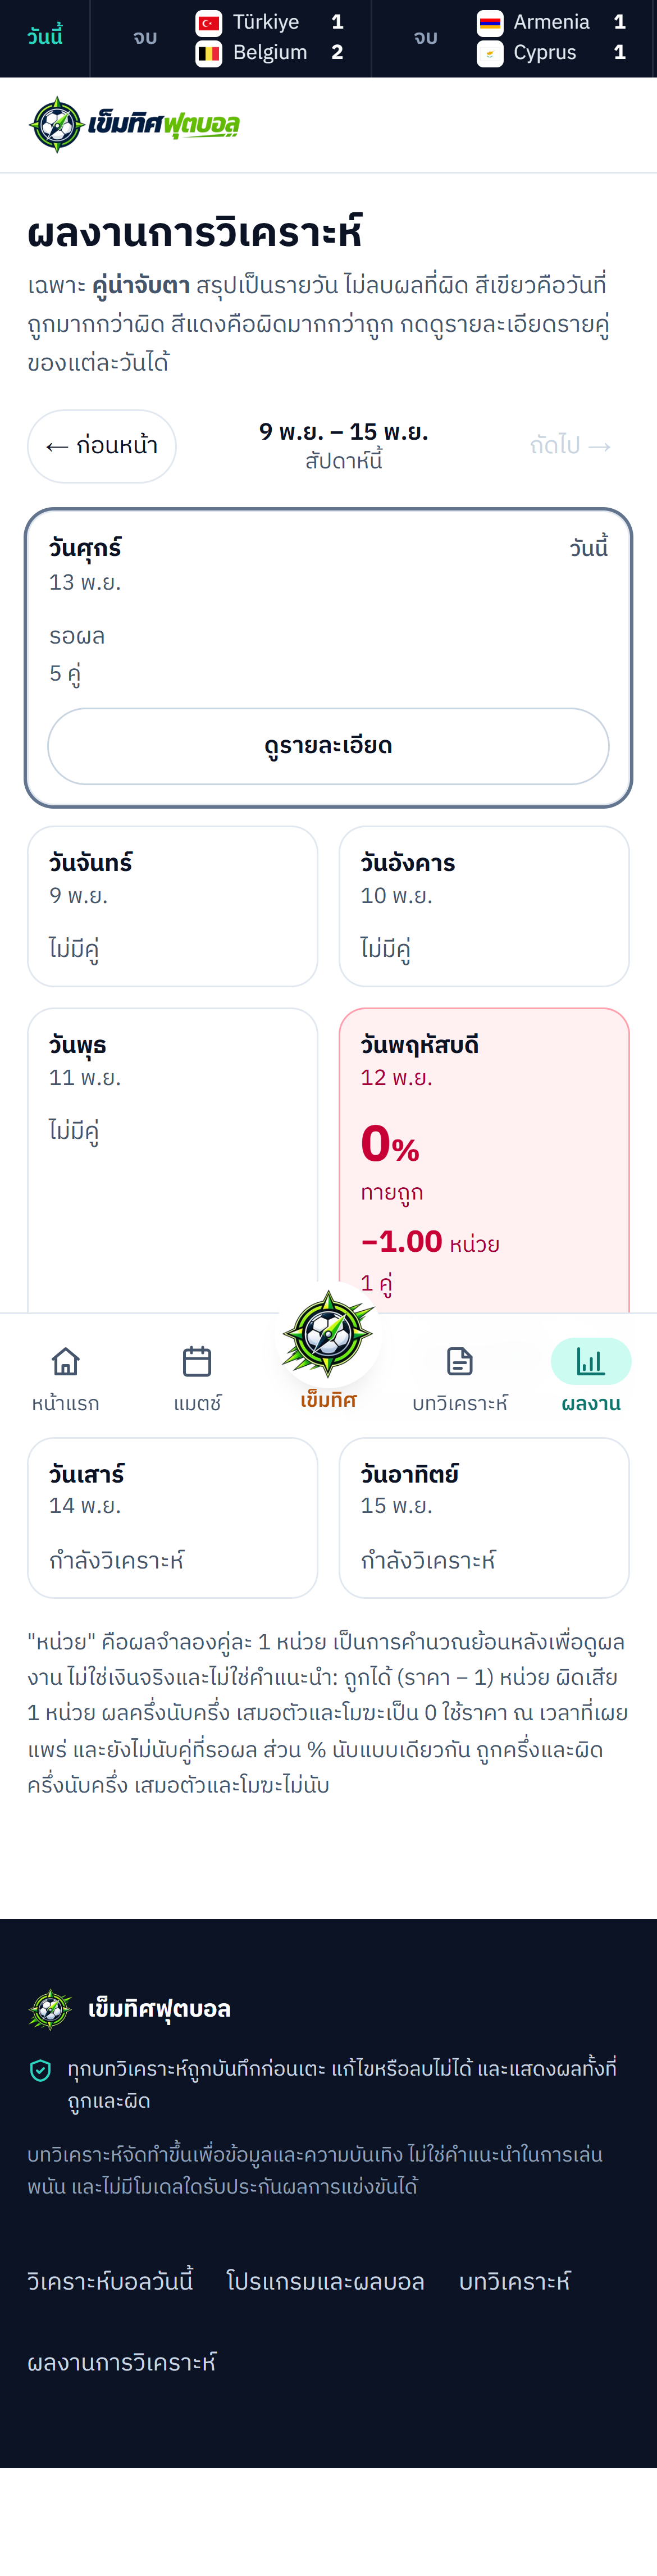 วันนี้
จบ
Türkiye 1
Belgium 2
จบ
Armenia 1
Cyprus 1
เข็มทิศฟุตบอล
ผลงานการวิเคราะห์
เฉพาะ คู่น่าจับตา สรุปเป็นรายวัน ไม่ลบผลที่ผิด สีเขียวคือวันที่
ถูกมากกว่าผิด สีแดงคือผิดมากกว่าถูก กดดูรายละเอียดรายคู่
ของแต่ละวันได้
← ก่อนหน้า
9 พ.ย. – 15 พ.ย.
สัปดาห์นี้
ถัดไป →
วันศุกร์
วันนี้
13 พ.ย.
รอผล
5 คู่
ดูรายละเอียด
วันจันทร์
9 พ.ย.
ไม่มีคู่
วันอังคาร
10 พ.ย.
ไม่มีคู่
วันพุธ
11 พ.ย.
ไม่มีคู่
วันพฤหัสบดี
12 พ.ย.
0%
ทายถูก
−1.00 หน่วย
1 คู่
หน้าแรก
แมตช์
เข็มทิศ
บทวิเคราะห์
ผลงาน
วันเสาร์
14 พ.ย.
กำลังวิเคราะห์
วันอาทิตย์
15 พ.ย.
กำลังวิเคราะห์
"หน่วย" คือผลจำลองคู่ละ 1 หน่วย เป็นการคำนวณย้อนหลังเพื่อดูผล
งาน ไม่ใช่เงินจริงและไม่ใช่คำแนะนำ: ถูกได้ (ราคา − 1) หน่วย ผิดเสีย
1 หน่วย ผลครึ่งนับครึ่ง เสมอตัวและโมฆะเป็น 0 ใช้ราคา ณ เวลาที่เผย
แพร่ และยังไม่นับคู่ที่รอผล ส่วน % นับแบบเดียวกัน ถูกครึ่งและผิด
ครึ่งนับครึ่ง เสมอตัวและโมฆะไม่นับ
เข็มทิศฟุตบอล
ทุกบทวิเคราะห์ถูกบันทึกก่อนเตะ แก้ไขหรือลบไม่ได้ และแสดงผลทั้งที่
ถูกและผิด
บทวิเคราะห์จัดทำขึ้นเพื่อข้อมูลและความบันเทิง ไม่ใช่คำแนะนำในการเล่น
พนัน และไม่มีโมเดลใดรับประกันผลการแข่งขันได้
วิเคราะห์บอลวันนี้
โปรแกรมและผลบอล
บทวิเคราะห์
ผลงานการวิเคราะห์